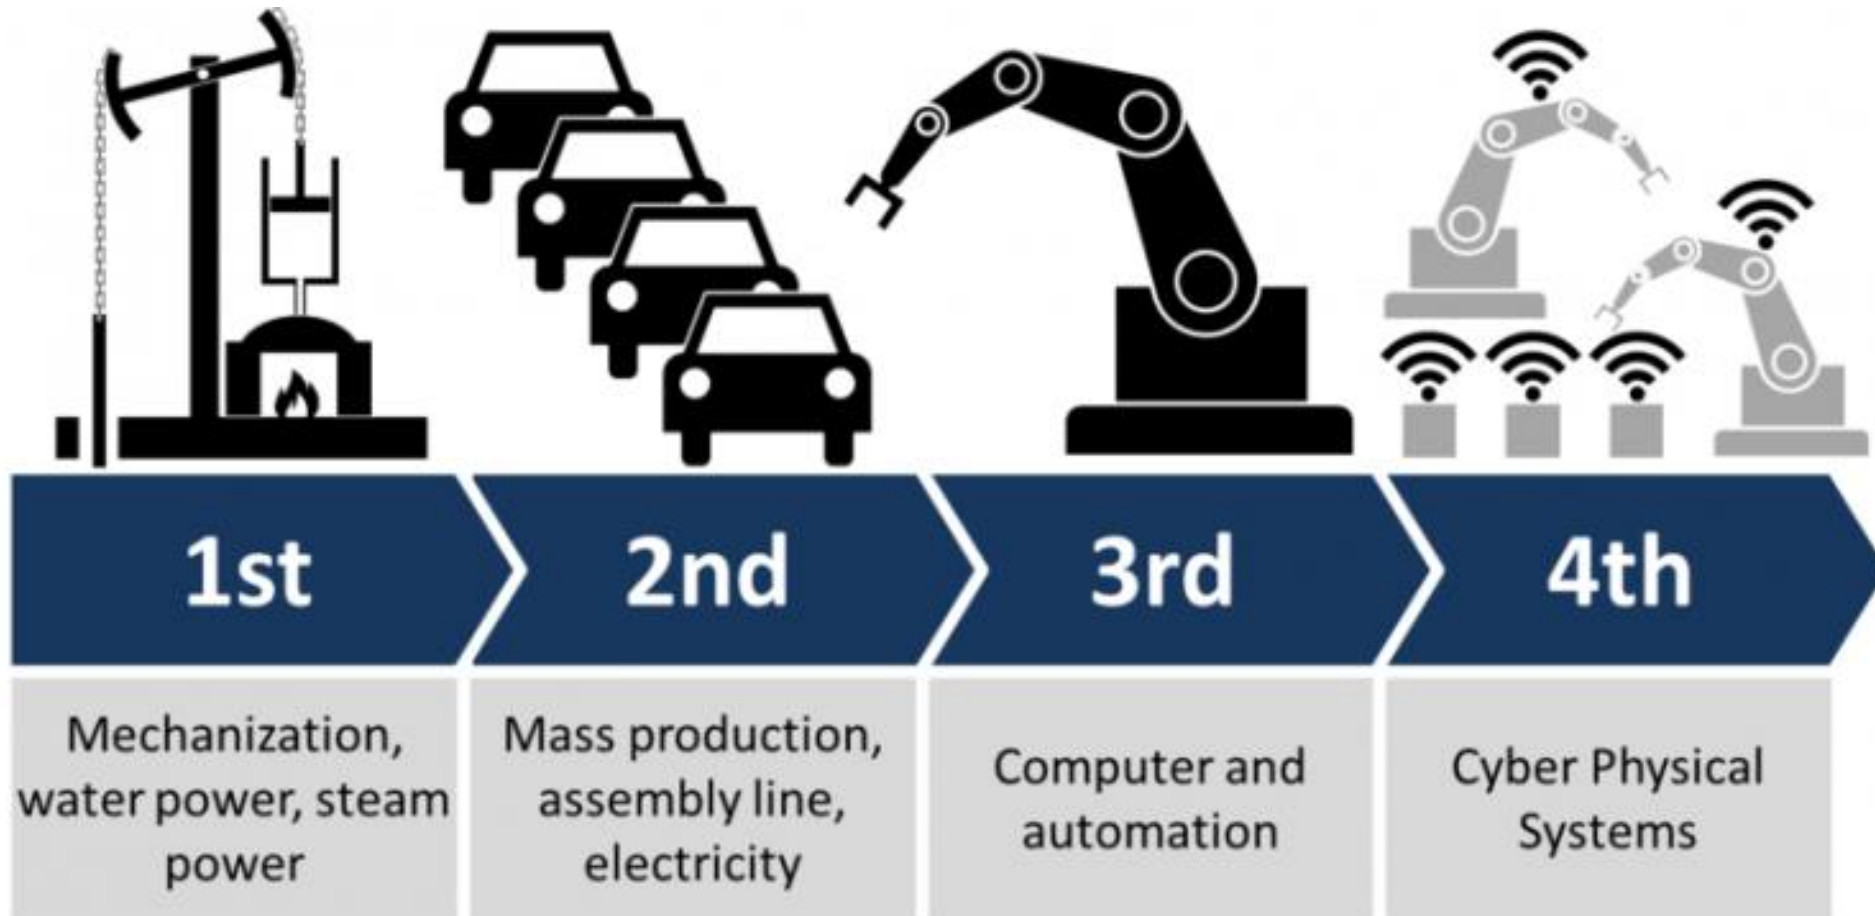 1st
2nd
3rd
4th
Mechanization,
water power, steam
power
Mass production,
assembly line,
electricity
Computer and
automation
Cyber Physical
Systems